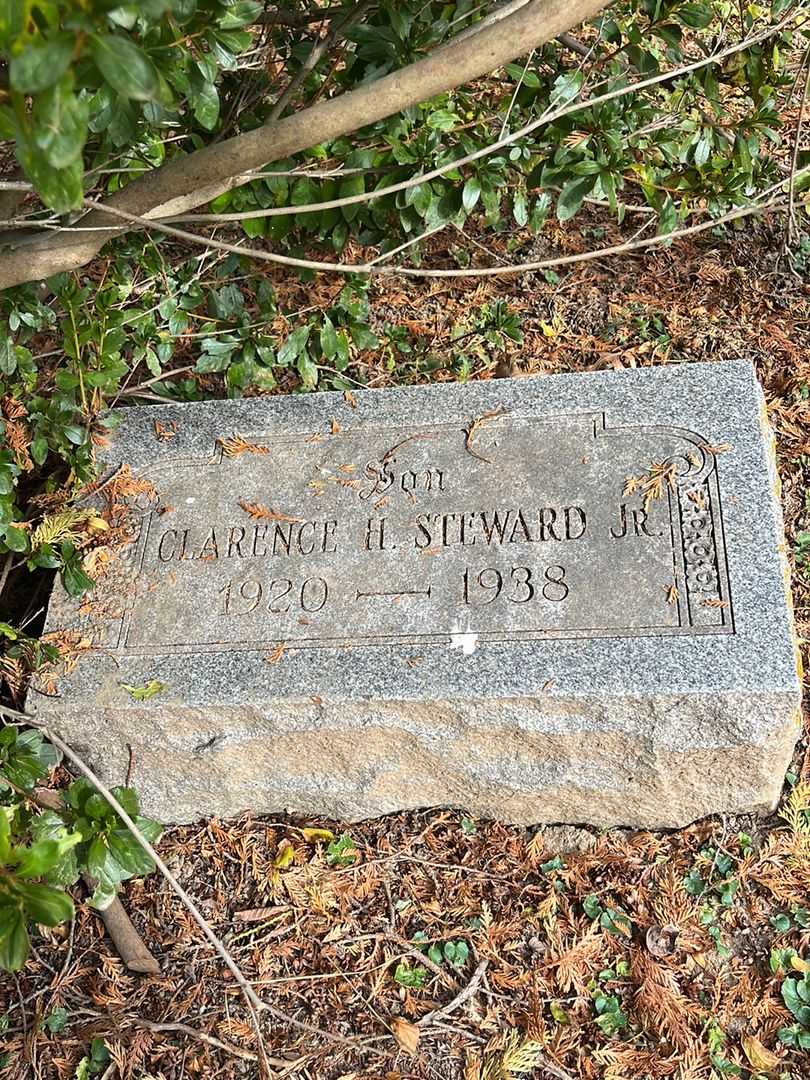 Son
CLARENCE H. STEWARD JR.
1920 — 1938